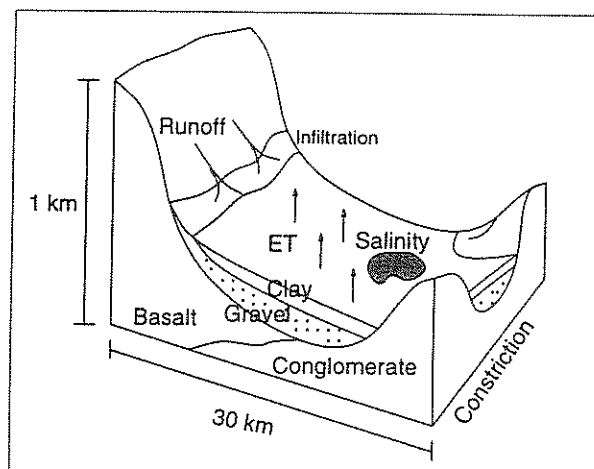 Runoff
Infiltration
1 km
ET
Salinity
Clay
Gravel
Basalt
Conglomerate
Constriction
30 km